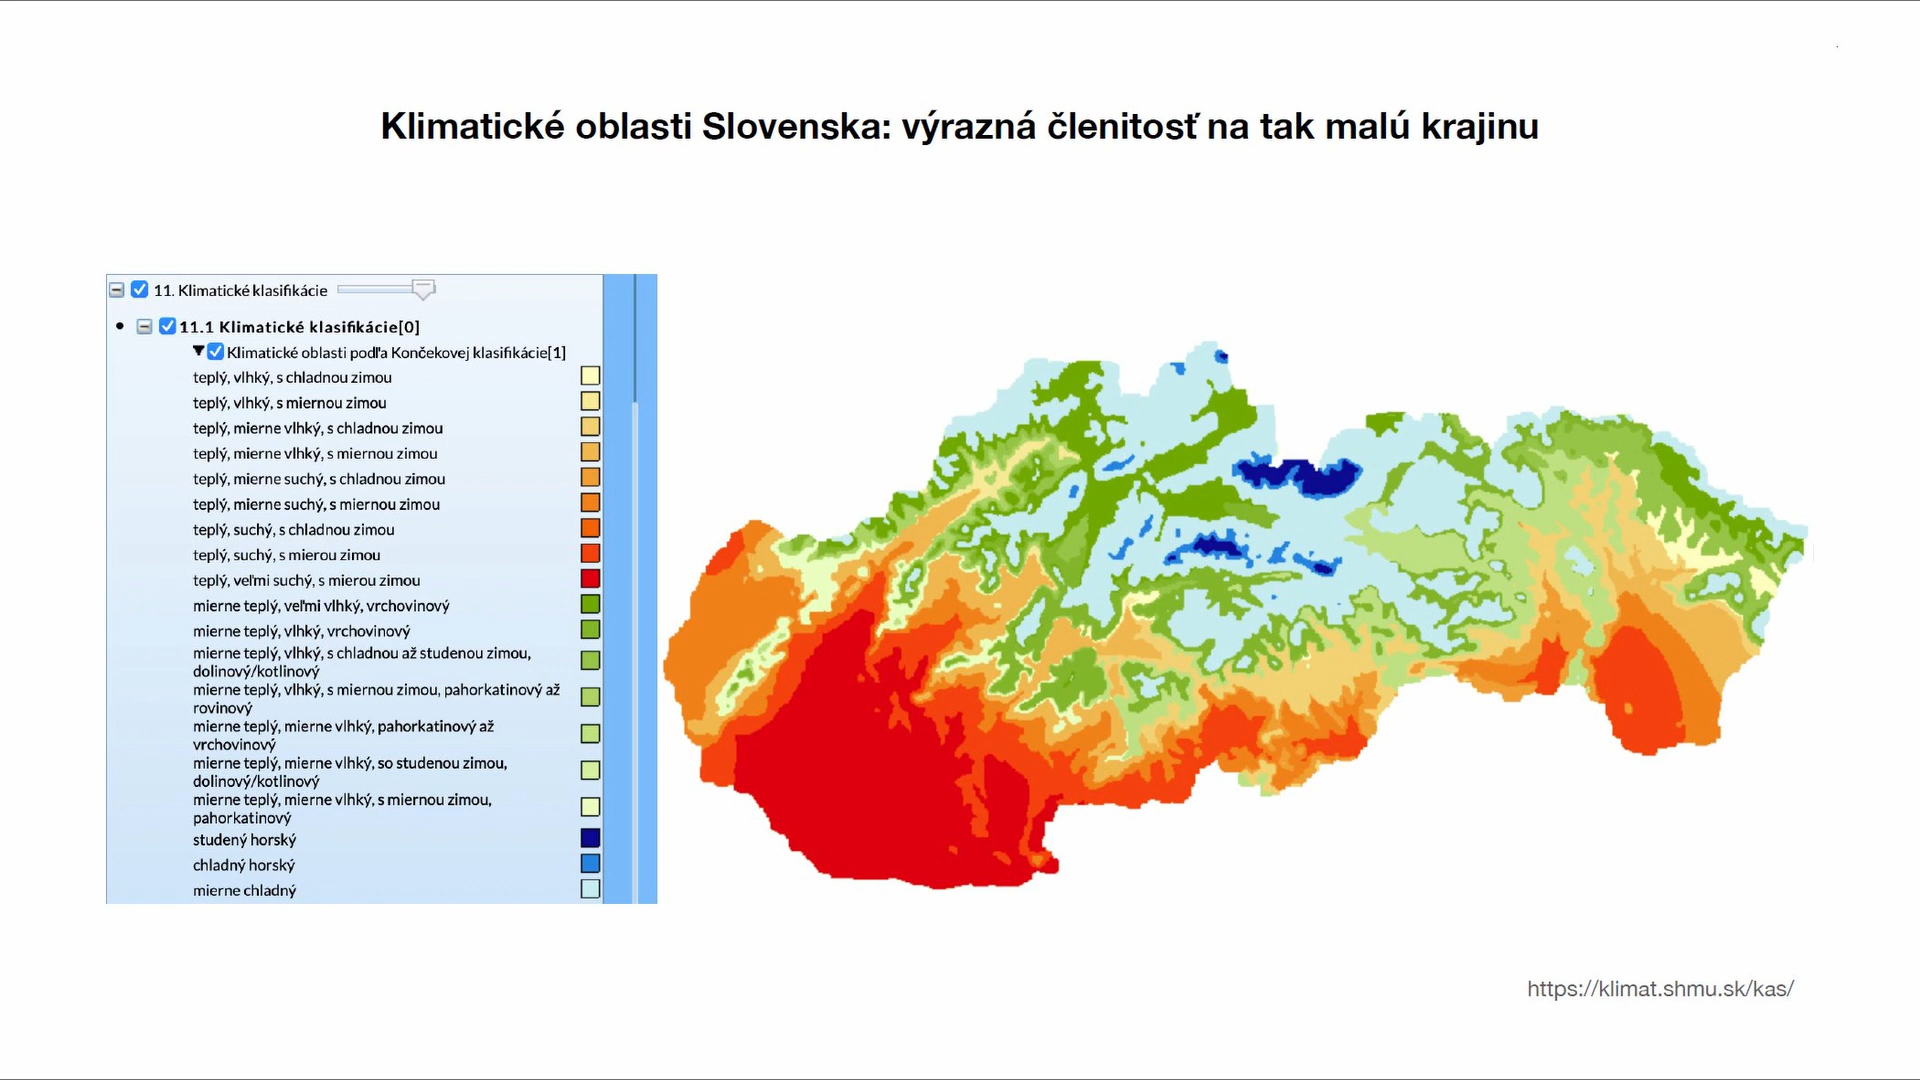 Klimatické oblasti Slovenska: výrazná členitosť na tak malú krajinu
11. Klimatické klasifikácie
11.1 Klimatické klasifikácie[0]
Klimatické oblasti podľa Končekovej klasifikácie[1]
teplý, vlhký, s chladnou zimou
teplý, vlhký, s miernou zimou
teplý, mierne vlhký, s chladnou zimou
teplý, mierne vlhký, s miernou zimou
teplý, mierne suchý, s chladnou zimou
teplý, mierne suchý, s miernou zimou
teplý, suchý, s chladnou zimou
teplý, suchý, s mierou zimou
teplý, veľmi suchý, s mierou zimou
mierne teplý, veľmi vlhký, vrchovinový
mierne teplý, vlhký, vrchovinový
mierne teplý, vlhký, s chladnou až studenou zimou,
dolinový/kotlinový
mierne teplý, vlhký, s miernou zimou, pahorkatinový až
rovinový
mierne teplý, mierne vlhký, pahorkatinový až
vrchovinový
mierne teplý, mierne vlhký, so studenou zimou,
dolinový/kotlinový
mierne teplý, mierne vlhký, s miernou zimou,
pahorkatinový
studený horský
chladný horský
mierne chladný
https://klimat.shmu.sk/kas/